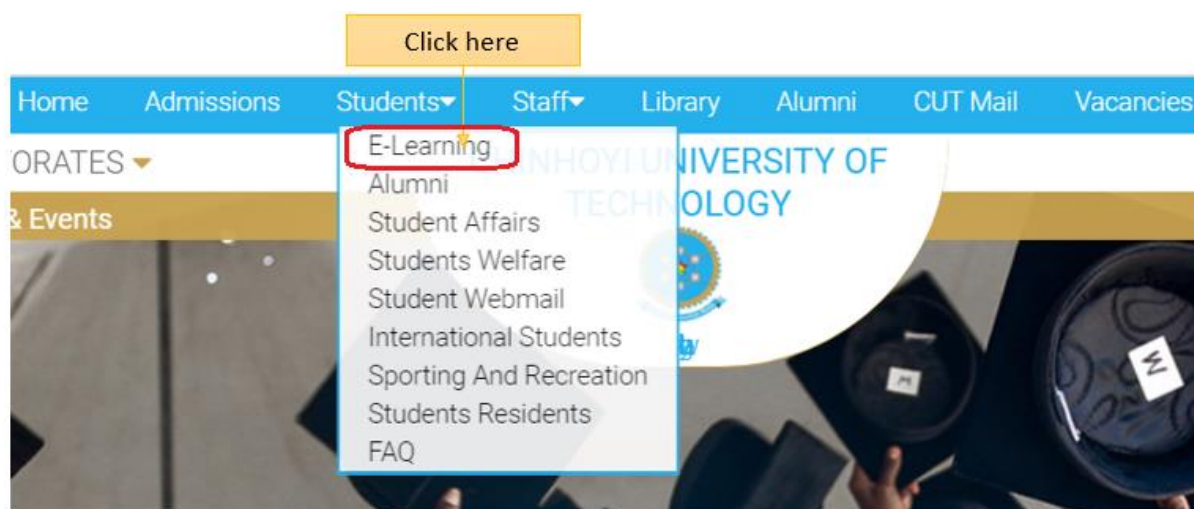 Click here
Home Admissions Students Staff Library Alumni CUT Mail Vacancies
ORATES
UNIVERSITY OF
TECHNOLOGY
& Events
E-Learning
Alumni
Student Affairs
Students Welfare
Student Webmail
International Students
Sporting And Recreation
Students Residents
FAQ
M
M